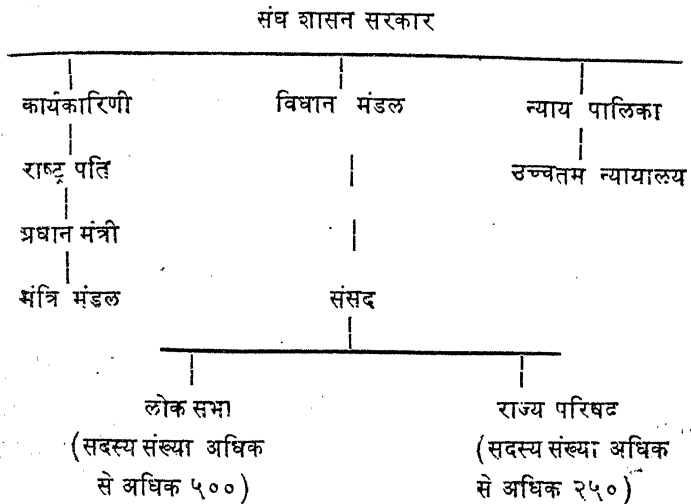 संघ शासन सरकार
कार्यकारिणी विधान मंडल न्याय पालिका
राष्ट्र पति उच्चतम न्यायालय
प्रधान मंत्री
मंत्रि मंडल संसद
लोक सभा राज्य परिषद
(सदस्य संख्या अधिक (सदस्य संख्या अधिक
से अधिक ५००) से अधिक २५०)